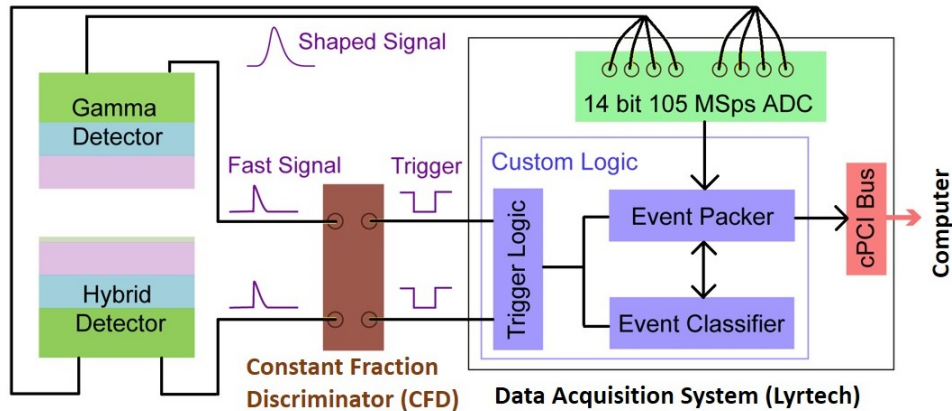 Shaped Signal
Gamma
Detector
14 bit 105 MSps ADC
Fast Signal
Trigger
Custom Logic
Trigger Logic
Event Packer
cPCI Bus
Computer
Hybrid
Detector
Event Classifier
Constant Fraction
Discriminator (CFD)
Data Acquisition System (Lyrtech)